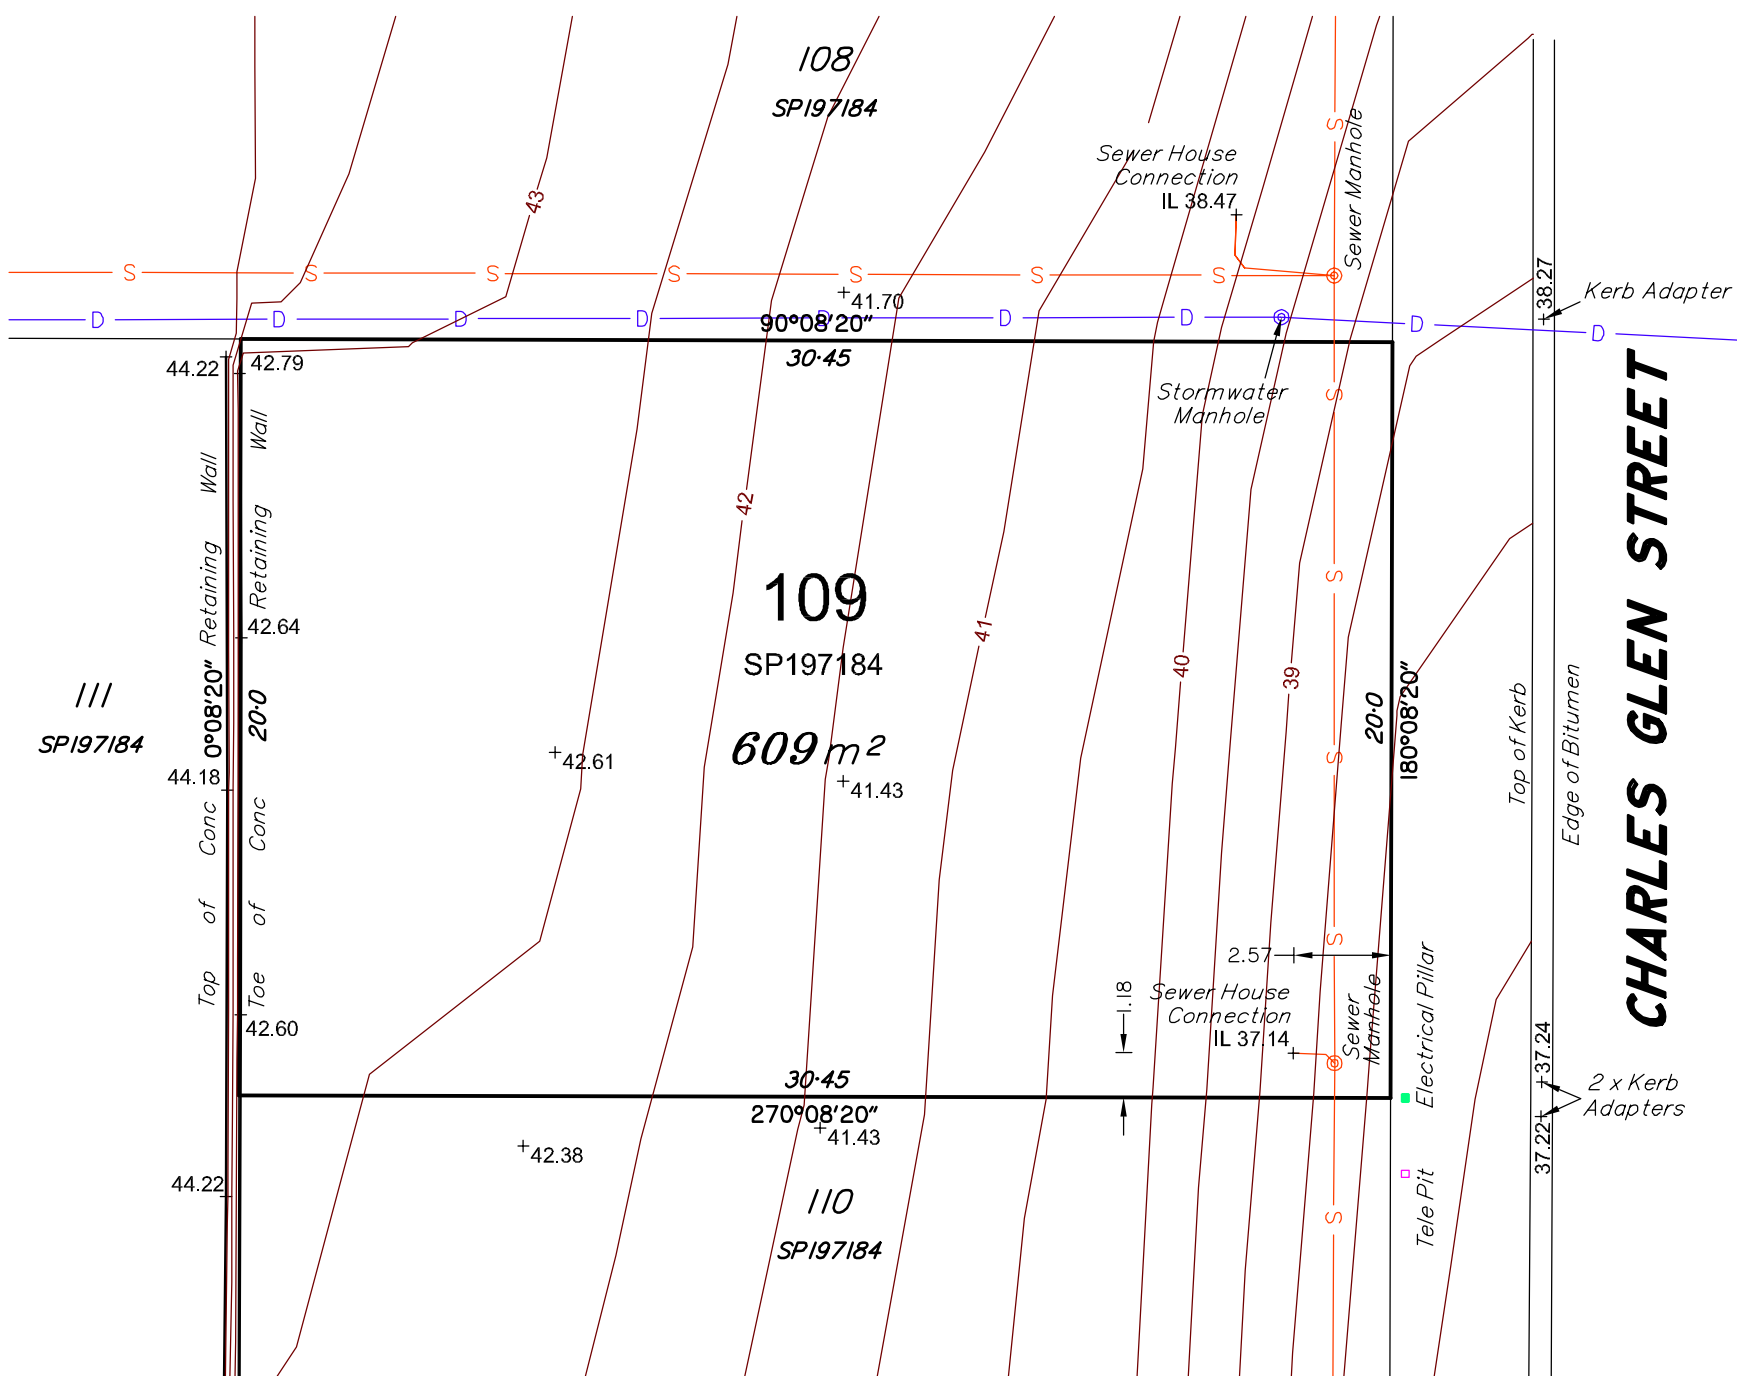 108
SP197184
Sewer House
Connection
IL 38.47
Sewer Manhole
43
S S S S S S S
S
41.70
D D D D D D D D D
90°08'20"
30·45
38.27
Kerb Adapter
44.22
42.79
Stormwater
Manhole
S
Top of Conc Retaining Wall
Toe of Conc Retaining Wall
42
109
SP197184
609 m²
41
40
39
S
42.64
111
SP197184
0°08'20"
20·0
44.18
42.61
41.43
S
20·0
180°08'20"
Top of Kerb
Edge of Bitumen
CHARLES GLEN STREET
S
2.57
1.18
Sewer House
Connection
IL 37.14
Sewer
Manhole
Electrical Pillar
42.60
30·45
270°08'20"
41.43
42.38
37.24
2 x Kerb
Adapters
37.22
44.22
110
SP197184
S
Tele Pit